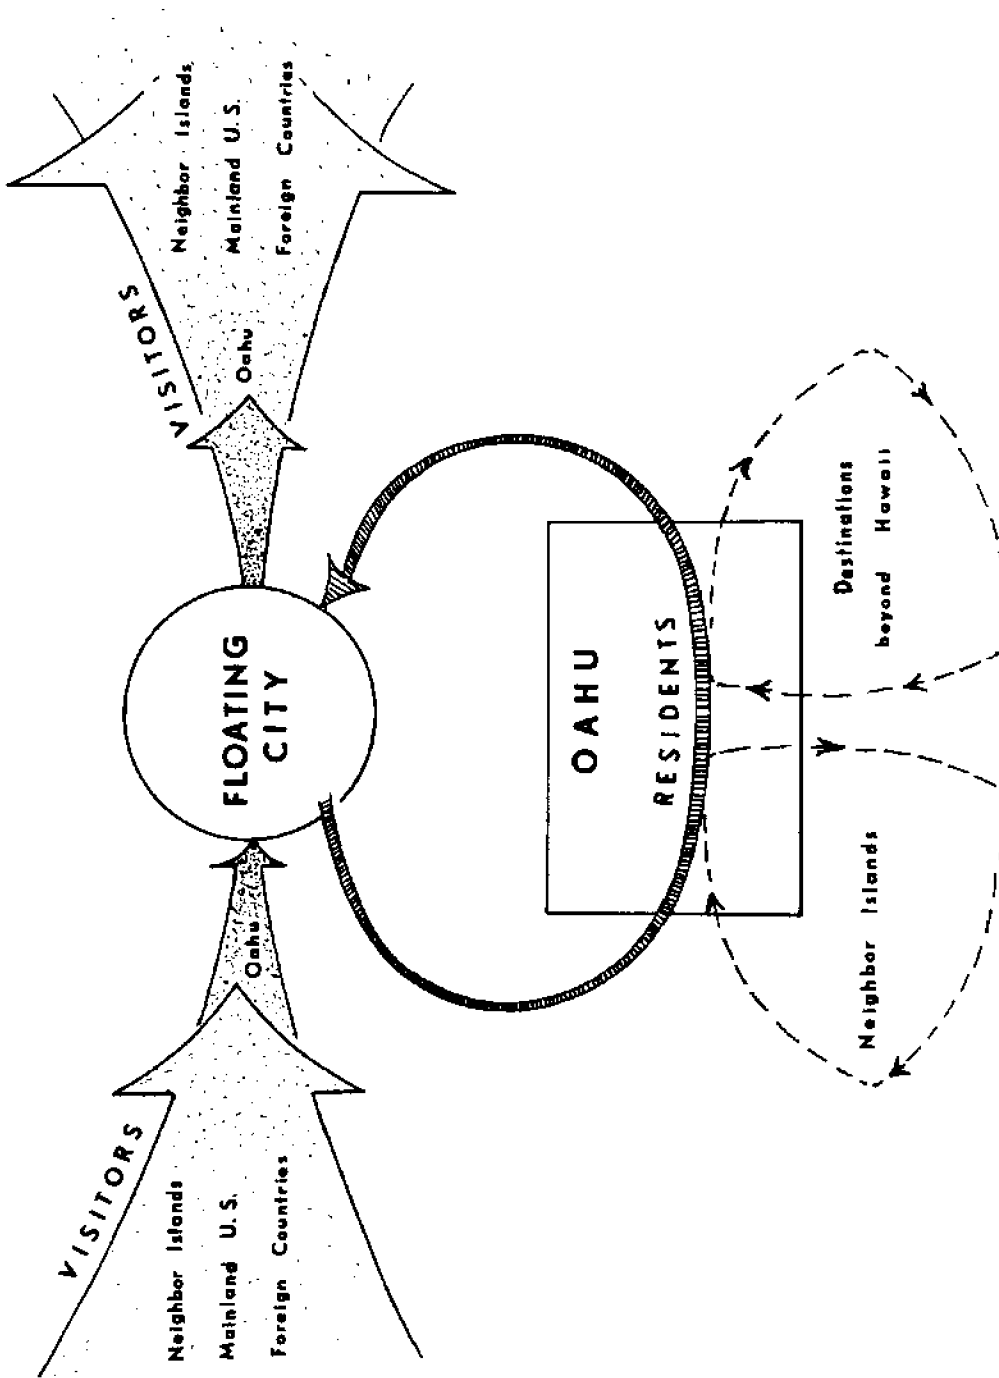 VISITORS
Neighbor Islands
Mainland U.S.
Foreign Countries
Oahu
FLOATING
CITY
Oahu
VISITORS
Neighbor Islands
Mainland U.S.
Foreign Countries
OAHU
RESIDENTS
Neighbor Islands
Destinations
beyond Hawaii